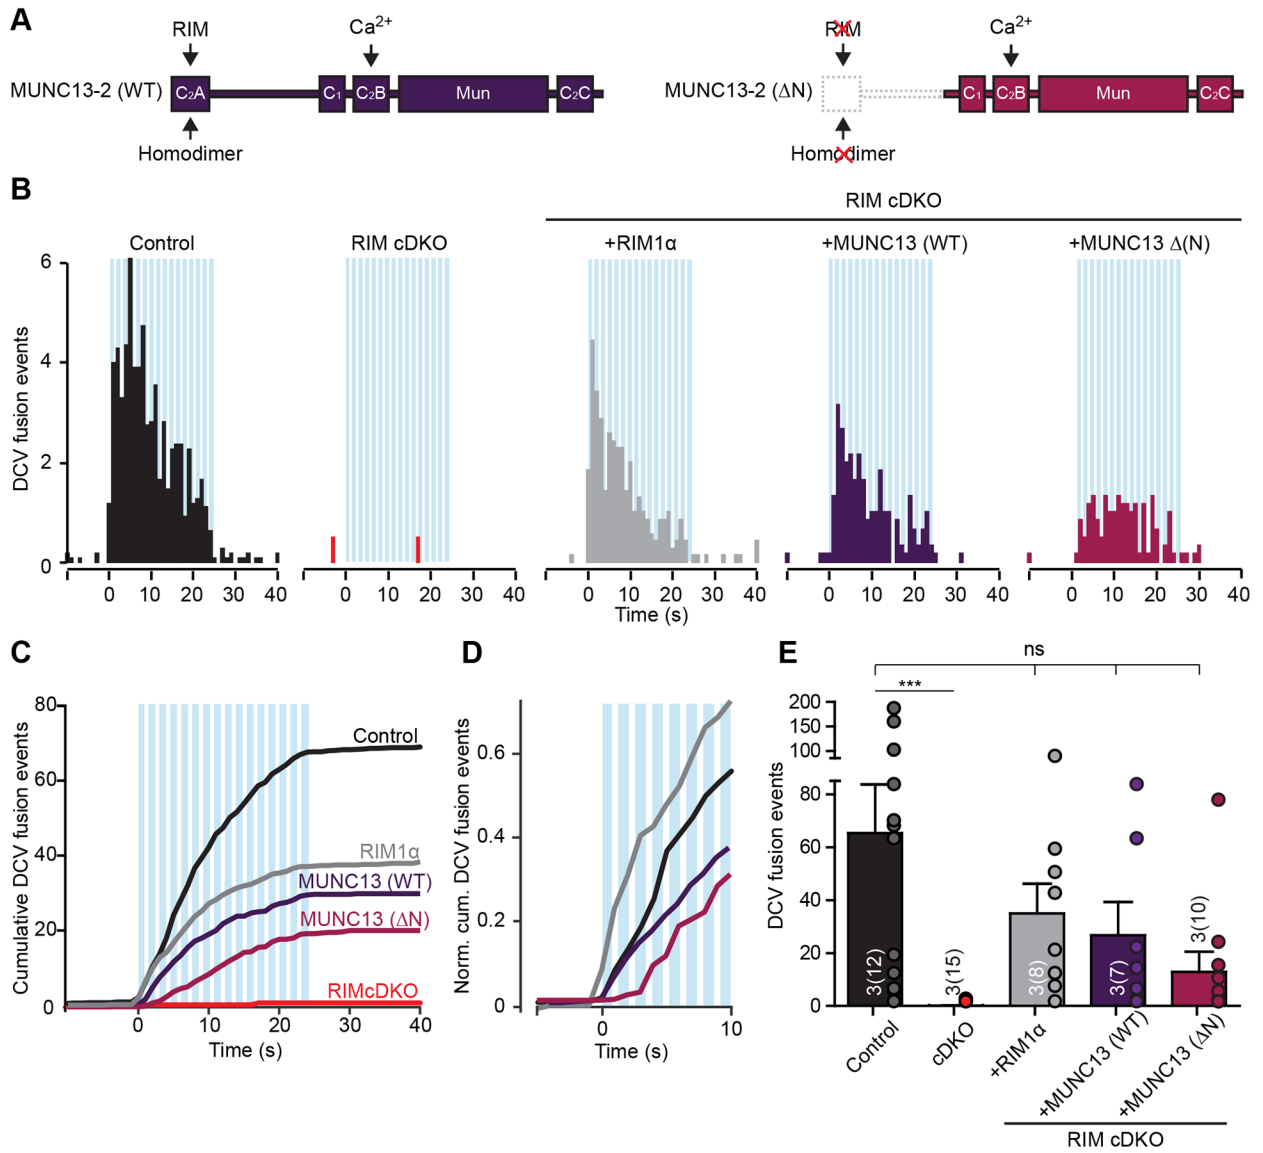 A
RIM
Ca2+
RIM
Ca2+
MUNC13-2 (WT)
C2A
C1
C2B
Mun
C2C
MUNC13-2 (ΔN)
C1
C2B
Mun
C2C
Homodimer
Homodimer
B
RIM cDKO
Control
RIM cDKO
+RIM1α
+MUNC13 (WT)
+MUNC13 Δ(N)
DCV fusion events
6
4
2
0
0 10 20 30 40
0 10 20 30 40
0 10 20 30 40
0 10 20 30 40
0 10 20 30 40
Time (s)
C
Cumulative DCV fusion events
80
60
40
20
0
Control
RIM1α
MUNC13 (WT)
MUNC13 (ΔN)
RIMcDKO
0 10 20 30 40
Time (s)
D
Norm. cum. DCV fusion events
0.6
0.4
0.2
0
0 10
Time (s)
E
ns
***
DCV fusion events
200
150
100
80
60
40
20
0
3(12)
3(15)
3(8)
3(7)
3(10)
Control
cDKO
+RIM1α
+MUNC13 (WT)
+MUNC13 (ΔN)
RIM cDKO